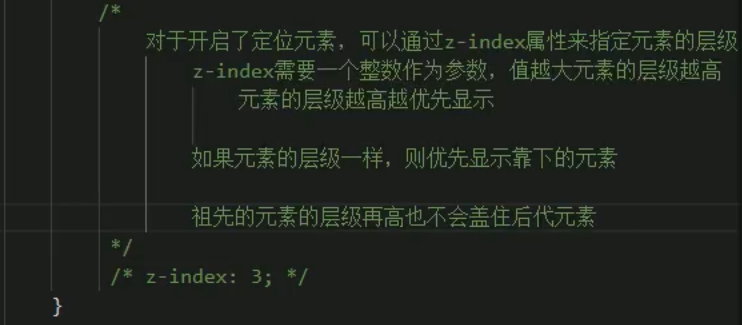 /*
对于开启了定位元素，可以通过z-index属性来指定元素的层级
z-index需要一个整数作为参数，值越大元素的层级越高
元素的层级越高越优先显示
如果元素的层级一样，则优先显示靠下的元素
祖先的元素的层级再高也不会盖住后代元素
*/
/* z-index: 3; */
}